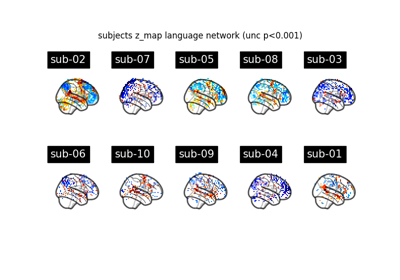 subjects z_map language network (unc p<0.001)
sub-02 sub-07 sub-05 sub-08 sub-03
sub-06 sub-10 sub-09 sub-04 sub-01